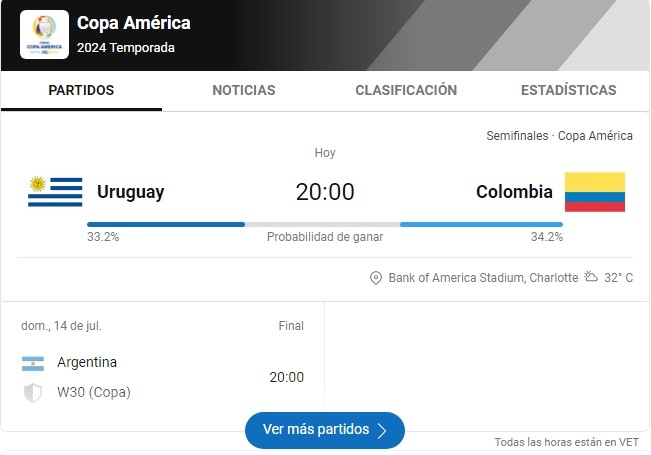 COPA AMERICA
Copa América
2024 Temporada
PARTIDOS NOTICIAS CLASIFICACIÓN ESTADÍSTICAS
Semifinales · Copa América
Hoy
Uruguay 20:00 Colombia
33.2% Probabilidad de ganar 34.2%
Bank of America Stadium, Charlotte 32° C
dom., 14 de jul. Final
Argentina
20:00
W30 (Copa)
Ver más partidos
Todas las horas están en VET